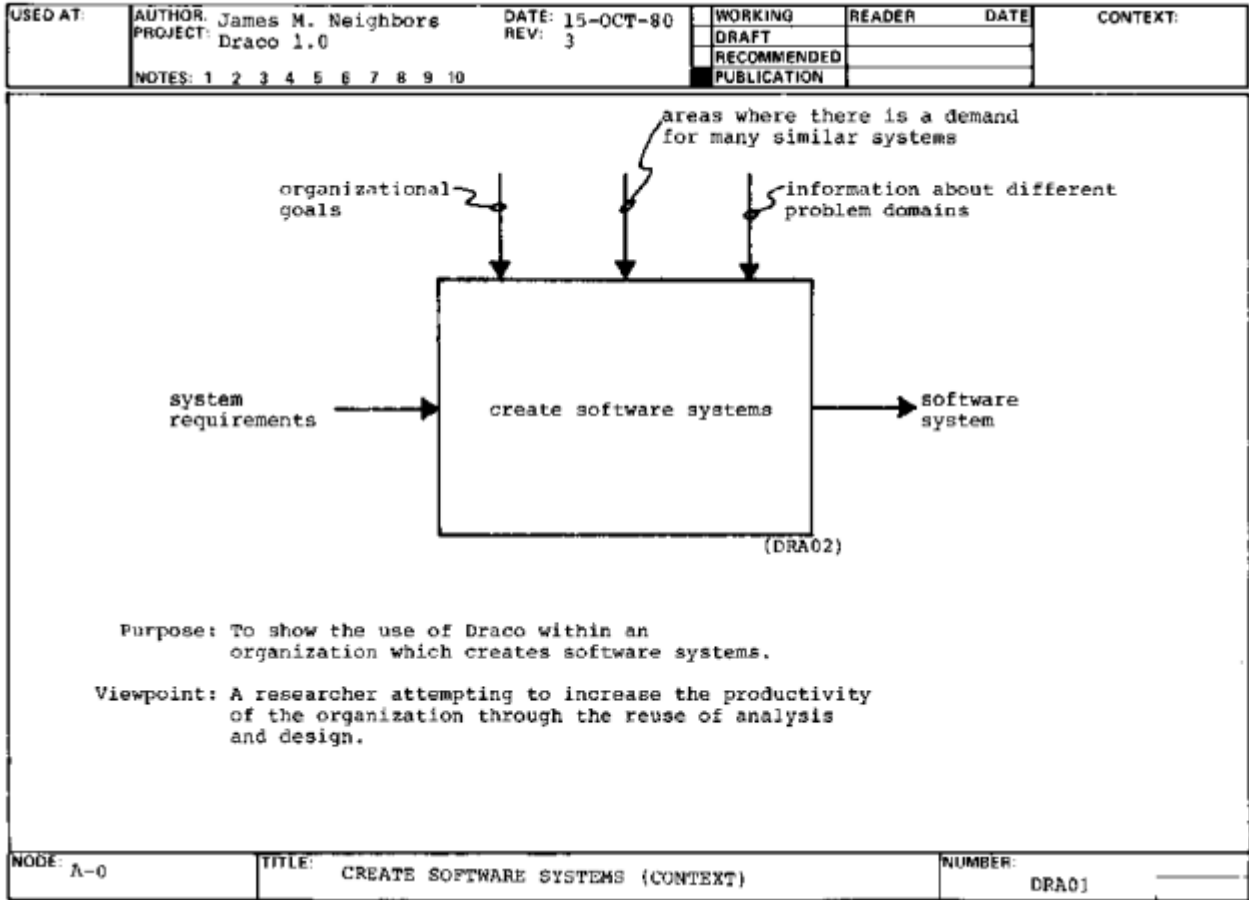 USED AT:
AUTHOR: James M. Neighbors
PROJECT: Draco 1.0
DATE: 15-OCT-80
REV: 3
NOTES: 1 2 3 4 5 6 7 8 9 10
WORKING
DRAFT
RECOMMENDED
PUBLICATION
READER DATE
CONTEXT:
areas where there is a demand
for many similar systems
organizational
goals
information about different
problem domains
system
requirements
create software systems
software
system
(DRA02)
Purpose: To show the use of Draco within an
organization which creates software systems.
Viewpoint: A researcher attempting to increase the productivity
of the organization through the reuse of analysis
and design.
NODE: A-0
TITLE: CREATE SOFTWARE SYSTEMS (CONTEXT)
NUMBER: DRA01